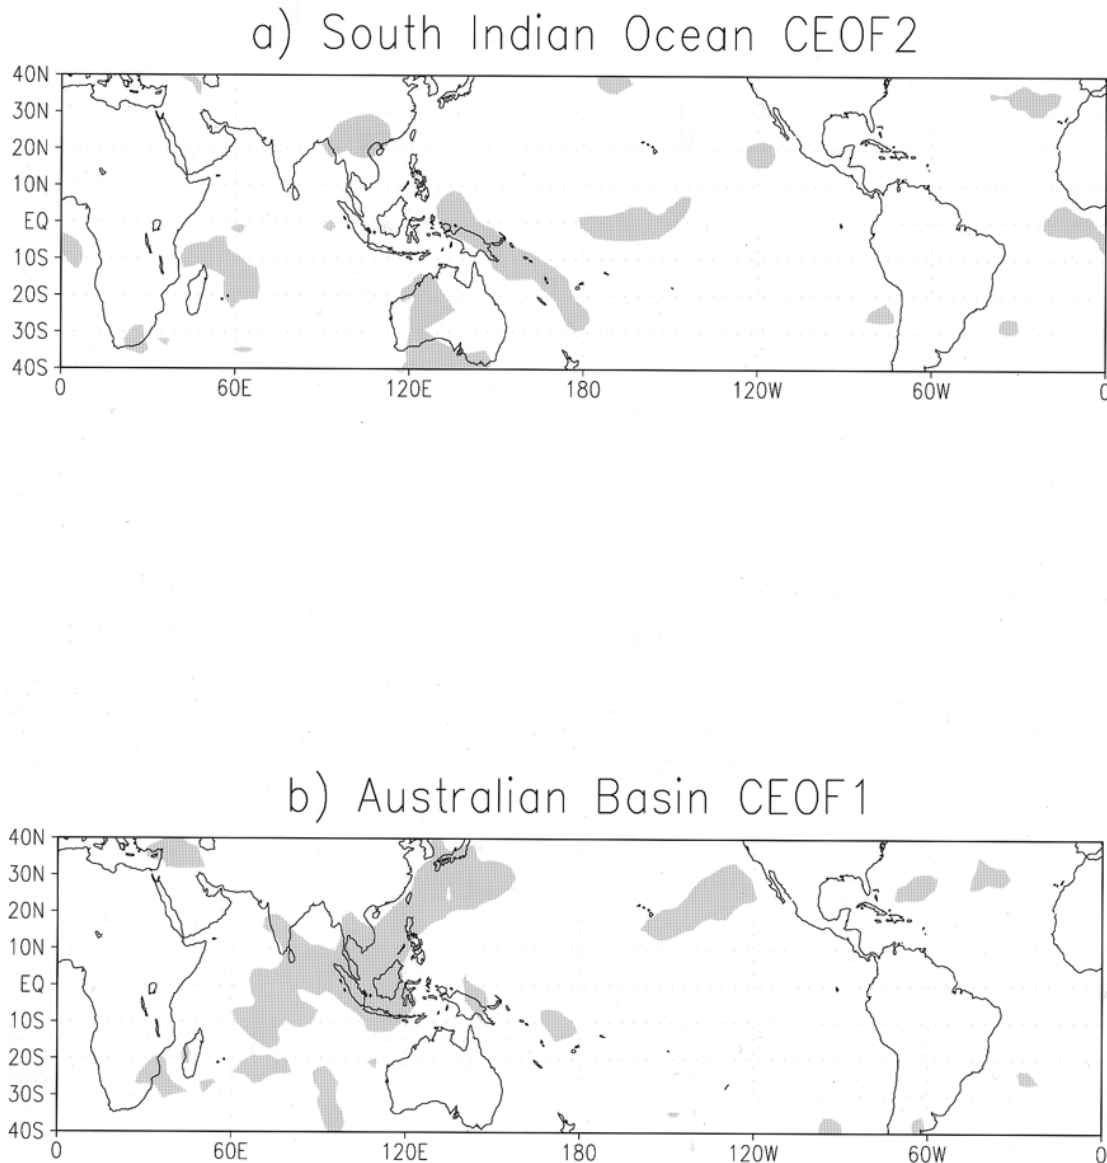 a) South Indian Ocean CEOF2
40N
30N
20N
10N
EQ
10S
20S
30S
40S
0 60E 120E 180 120W 60W 0
b) Australian Basin CEOF1
40N
30N
20N
10N
EQ
10S
20S
30S
40S
0 60E 120E 180 120W 60W 0